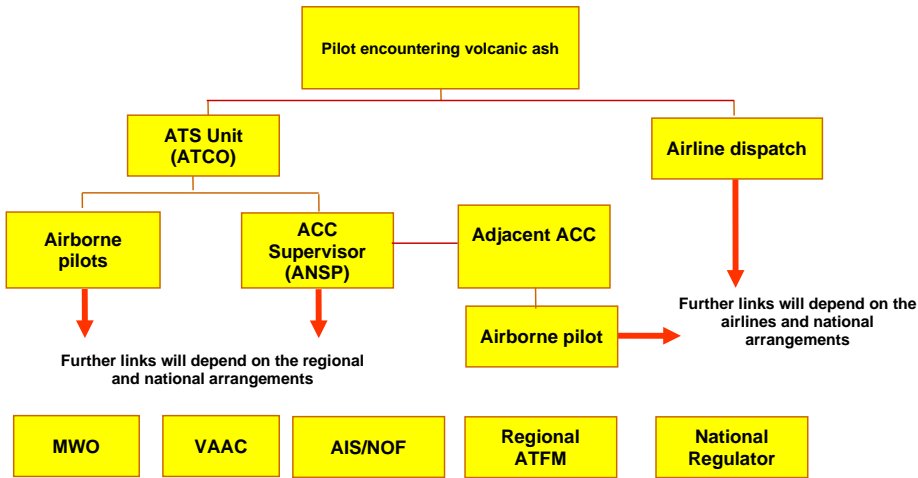 Pilot encountering volcanic ash
ATS Unit
(ATCO)
Airline dispatch
Airborne
pilots
ACC
Supervisor
(ANSP)
Adjacent ACC
Airborne pilot
Further links will depend on the
airlines and national
arrangements
Further links will depend on the regional
and national arrangements
MWO
VAAC
AIS/NOF
Regional
ATFM
National
Regulator